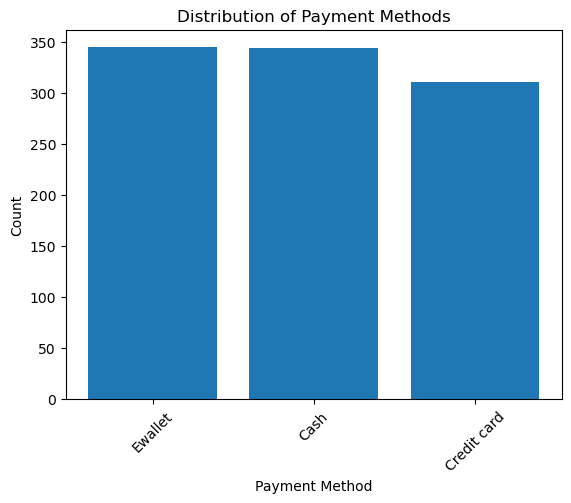 Distribution of Payment Methods
350
300
250
200
150
100
50
0
Count
Ewallet
Cash
Credit card
Payment Method